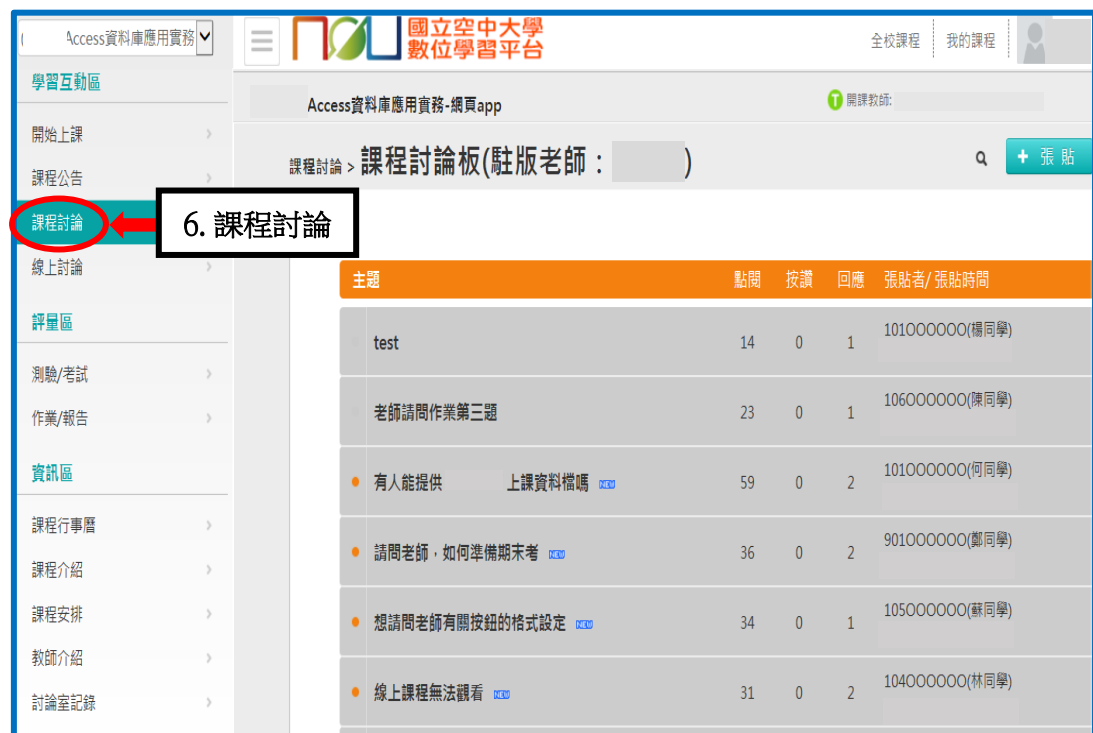 Access資料庫應用實務
學習互動區
開始上課
課程公告
課程討論
線上討論
評量區
測驗/考試
作業/報告
資訊區
課程行事曆
課程介紹
課程安排
教師介紹
討論室記錄
6. 課程討論
國立空中大學
數位學習平台
全校課程 我的課程
Access資料庫應用實務-網頁app
T 開課教師:
課程討論 > 課程討論板(駐版老師： )
+ 張 貼
主題 點閱 按讚 回應 張貼者/ 張貼時間
test 14 0 1 101OOOOOO(楊同學)
老師請問作業第三題 23 0 1 106OOOOOO(陳同學)
有人能提供 上課資料檔嗎 NEW 59 0 2 101OOOOOO(何同學)
請問老師，如何準備期末考 NEW 36 0 2 901OOOOOO(鄭同學)
想請問老師有關按鈕的格式設定 NEW 34 0 1 105OOOOOO(蘇同學)
線上課程無法觀看 NEW 31 0 2 104OOOOOO(林同學)